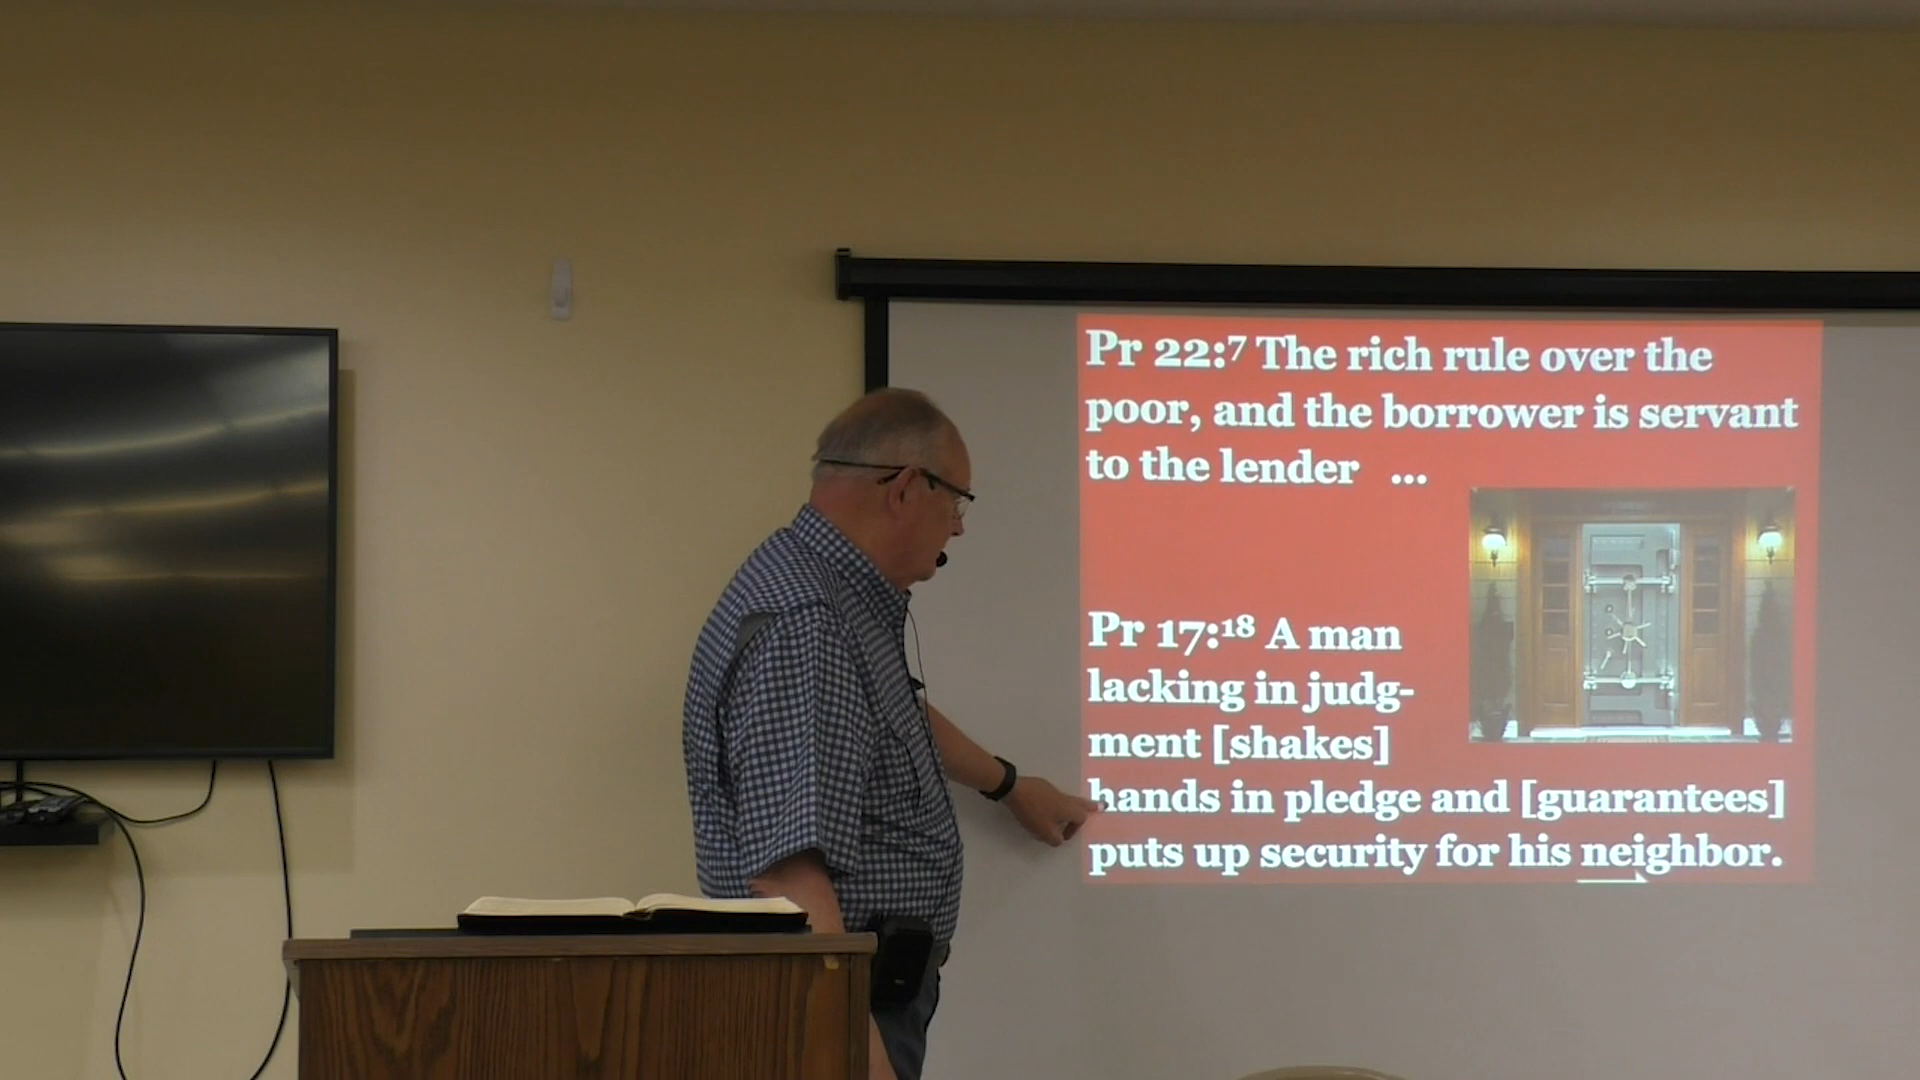 Pr 22:⁷ The rich rule over the
poor, and the borrower is servant
to the lender ...
Pr 17:¹⁸ A man
lacking in judg-
ment [shakes]
hands in pledge and [guarantees]
puts up security for his neighbor.